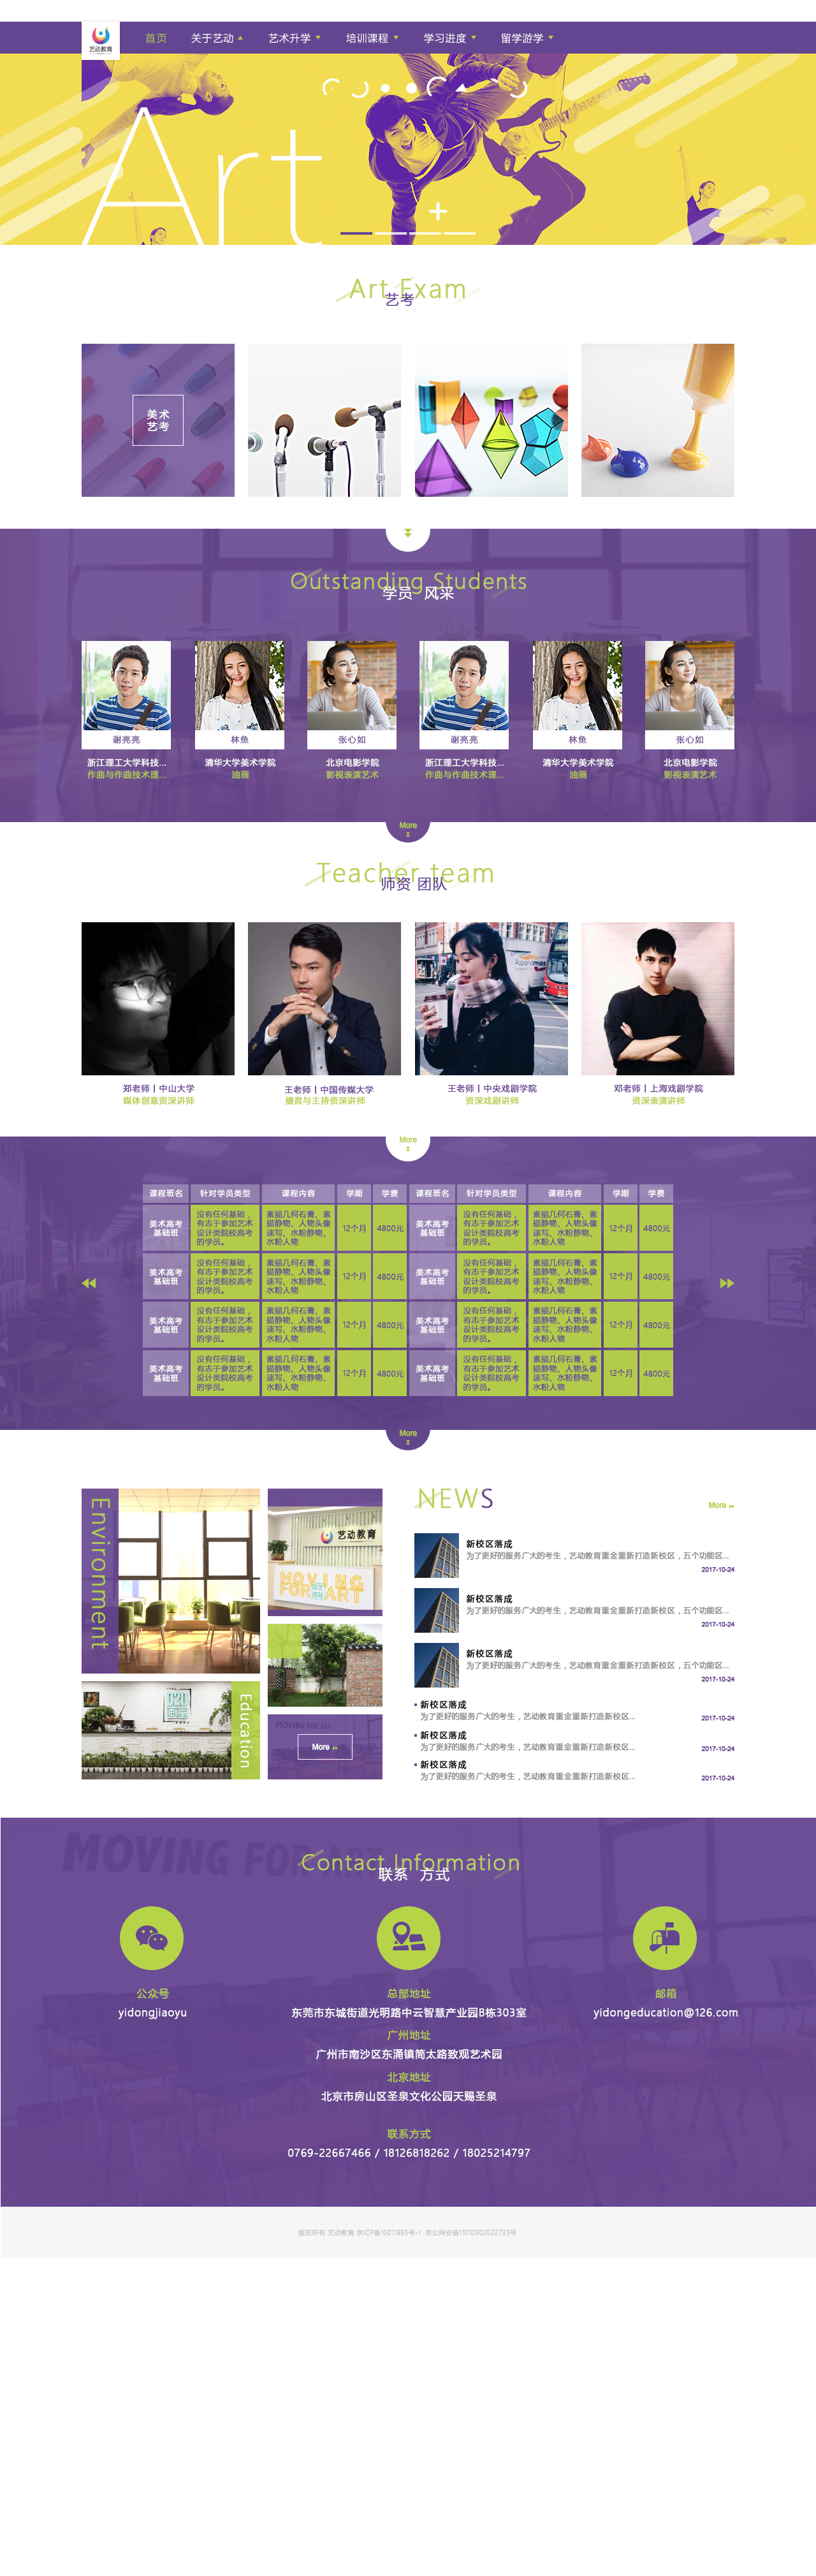 艺动教育
首页 关于艺动 艺术升学 培训课程 学习进度 留学游学
Art
Art Exam
艺考
美术
艺考
Outstanding Students
学员 风采
谢亮亮 林鱼 张心如 谢亮亮 林鱼 张心如
浙江理工大学科技... 清华大学美术学院 北京电影学院 浙江理工大学科技... 清华大学美术学院 北京电影学院
作曲与作曲技术理... 油画 影视表演艺术 作曲与作曲技术理... 油画 影视表演艺术
More
Teacher team
师资 团队
郑老师丨中山大学 王老师丨中国传媒大学 王老师丨中央戏剧学院 邓老师丨上海戏剧学院
媒体创意资深讲师 播音与主持资深讲师 资深戏剧讲师 资深表演讲师
More
课程班名 针对学员类型 课程内容 学期 学费 课程班名 针对学员类型 课程内容 学期 学费
没有任何基础， 素描几何石膏、素 没有任何基础， 素描几何石膏、素
美术高考 有志于参加艺术 描静物、人物头像 12个月 4800元 美术高考 有志于参加艺术 描静物、人物头像 12个月 4800元
基础班 设计类院校高考 速写、水粉静物、 基础班 设计类院校高考 速写、水粉静物、
的学员。 水粉人物 的学员。 水粉人物
没有任何基础， 素描几何石膏、素 没有任何基础， 素描几何石膏、素
美术高考 有志于参加艺术 描静物、人物头像 12个月 4800元 美术高考 有志于参加艺术 描静物、人物头像 12个月 4800元
基础班 设计类院校高考 速写、水粉静物、 基础班 设计类院校高考 速写、水粉静物、
的学员。 水粉人物 的学员。 水粉人物
没有任何基础， 素描几何石膏、素 没有任何基础， 素描几何石膏、素
美术高考 有志于参加艺术 描静物、人物头像 12个月 4800元 美术高考 有志于参加艺术 描静物、人物头像 12个月 4800元
基础班 设计类院校高考 速写、水粉静物、 基础班 设计类院校高考 速写、水粉静物、
的学员。 水粉人物 的学员。 水粉人物
没有任何基础， 素描几何石膏、素 没有任何基础， 素描几何石膏、素
美术高考 有志于参加艺术 描静物、人物头像 12个月 4800元 美术高考 有志于参加艺术 描静物、人物头像 12个月 4800元
基础班 设计类院校高考 速写、水粉静物、 基础班 设计类院校高考 速写、水粉静物、
的学员。 水粉人物 的学员。 水粉人物
More
Environment
艺动教育
MOVING
FOR ART
Education
MOVING FOR ART
More
NEWS
More
新校区落成
为了更好的服务广大的考生，艺动教育重金重新打造新校区，五个功能区...
2017-10-24
新校区落成
为了更好的服务广大的考生，艺动教育重金重新打造新校区，五个功能区...
2017-10-24
新校区落成
为了更好的服务广大的考生，艺动教育重金重新打造新校区，五个功能区...
2017-10-24
新校区落成
为了更好的服务广大的考生，艺动教育重金重新打造新校区... 2017-10-24
新校区落成
为了更好的服务广大的考生，艺动教育重金重新打造新校区... 2017-10-24
新校区落成
为了更好的服务广大的考生，艺动教育重金重新打造新校区... 2017-10-24
MOVING FOR ART
Contact Information
联系 方式
公众号 总部地址 邮箱
yidongjiaoyu 东莞市东城街道光明路中云智慧产业园B栋303室 yidongeducation@126.com
广州地址
广州市南沙区东涌镇简太路致观艺术园
北京地址
北京市房山区圣泉文化公园天赐圣泉
联系方式
0769-22667466 / 18126818262 / 18025214797
版权所有 艺动教育 京ICP备10011865号-1 京公网安备11010502022735号